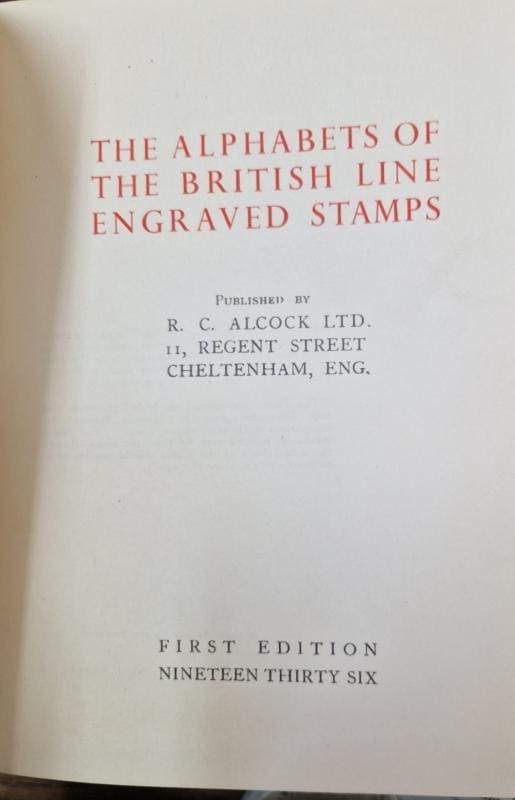 THE ALPHABETS OF
THE BRITISH LINE
ENGRAVED STAMPS
PUBLISHED BY
R. C. ALCOCK LTD.
11, REGENT STREET
CHELTENHAM, ENG.
FIRST EDITION
NINETEEN THIRTY SIX